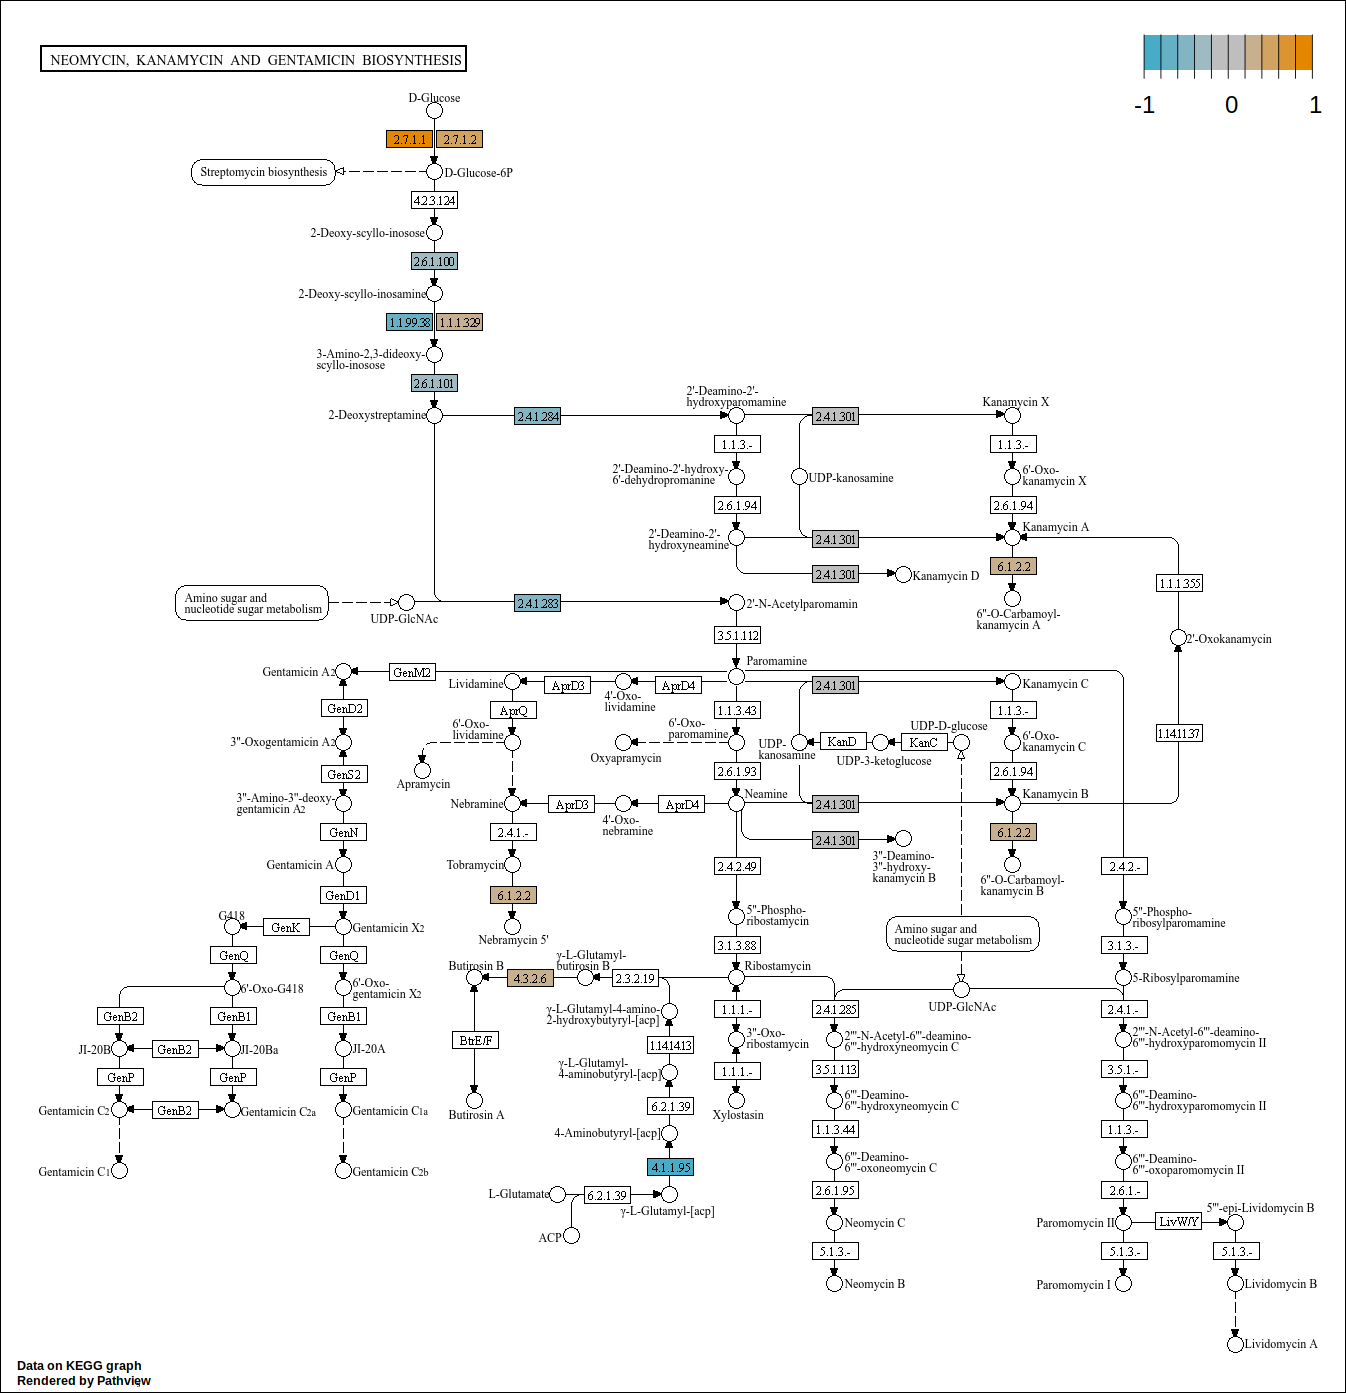 NEOMYCIN, KANAMYCIN AND GENTAMICIN BIOSYNTHESIS
-1 0 1
D-Glucose
2.7.1.1 2.7.1.2
Streptomycin biosynthesis
D-Glucose-6P
4.2.3.124
2-Deoxy-scyllo-inosose
2.6.1.100
2-Deoxy-scyllo-inosamine
1.1.99.38 1.1.1.329
3-Amino-2,3-dideoxy-
scyllo-inosose
2.6.1.101
2-Deoxystreptamine
2.4.1.284
2'-Deamino-2'-
hydroxyparomamine
2.4.1.301
Kanamycin X
1.1.3.-
1.1.3.-
2'-Deamino-2'-hydroxy-
6'-dehydropromanine
UDP-kanosamine
6'-Oxo-
kanamycin X
2.6.1.94
2.6.1.94
2'-Deamino-2'-
hydroxyneamine
2.4.1.301
Kanamycin A
2.4.1.301
Kanamycin D
6.1.2.2
1.1.1.355
Amino sugar and
nucleotide sugar metabolism
UDP-GlcNAc
2.4.1.283
2'-N-Acetylparomamin
6''-O-Carbamoyl-
kanamycin A
3.5.1.112
2'-Oxokanamycin
Paromamine
Gentamicin A2
GenM2
Lividamine
AprD3
4'-Oxo-
lividamine
AprD4
2.4.1.301
Kanamycin C
GenD2
AprQ
1.1.3.43
1.1.3.-
3''-Oxogentamicin A2
6'-Oxo-
lividamine
6'-Oxo-
paromamine
Oxyapramycin
UDP-
kanosamine
KanD
UDP-3-ketoglucose
KanC
UDP-D-glucose
6'-Oxo-
kanamycin C
1.14.11.37
GenS2
Apramycin
2.6.1.93
2.6.1.94
3''-Amino-3''-deoxy-
gentamicin A2
Nebramine
AprD3
4'-Oxo-
nebramine
AprD4
Neamine
2.4.1.301
Kanamycin B
GenN
2.4.1.-
2.4.1.301
3''-Deamino-
3''-hydroxy-
kanamycin B
6.1.2.2
Gentamicin A
Tobramycin
2.4.2.49
6''-O-Carbamoyl-
kanamycin B
2.4.2.-
GenD1
6.1.2.2
G418
GenK
Gentamicin X2
Nebramycin 5'
5''-Phospho-
ribostamycin
Amino sugar and
nucleotide sugar metabolism
5''-Phospho-
ribosylparomamine
GenQ
GenQ
3.1.3.88
3.1.3.-
Butirosin B
4.3.2.6
γ-L-Glutamyl-
butirosin B
2.3.2.19
Ribostamycin
5-Ribosylparomamine
6'-Oxo-G418
6'-Oxo-
gentamicin X2
UDP-GlcNAc
GenB2
GenB1
GenB1
γ-L-Glutamyl-4-amino-
2-hydroxybutyryl-[acp]
1.1.1.-
2.4.1.285
2.4.1.-
JI-20B
GenB2
JI-20Ba
JI-20A
BtrE/F
1.14.14.13
3''-Oxo-
ribostamycin
2'''-N-Acetyl-6'''-deamino-
6'''-hydroxyneomycin C
2'''-N-Acetyl-6'''-deamino-
6'''-hydroxyparomomycin II
GenP
GenP
GenP
γ-L-Glutamyl-
4-aminobutyryl-[acp]
1.1.1.-
3.5.1.113
3.5.1.-
Gentamicin C2
GenB2
Gentamicin C2a
Gentamicin C1a
Butirosin A
6.2.1.39
Xylostasin
6'''-Deamino-
6'''-hydroxyneomycin C
6'''-Deamino-
6'''-hydroxyparomomycin II
4-Aminobutyryl-[acp]
1.1.3.44
1.1.3.-
Gentamicin C1
Gentamicin C2b
4.1.1.95
6'''-Deamino-
6'''-oxoneomycin C
6'''-Deamino-
6'''-oxoparomomycin II
L-Glutamate
6.2.1.39
γ-L-Glutamyl-[acp]
2.6.1.95
2.6.1.-
ACP
Neomycin C
Paromomycin II
LivW/Y
5'''-epi-Lividomycin B
5.1.3.-
5.1.3.-
5.1.3.-
Neomycin B
Paromomycin I
Lividomycin B
Lividomycin A
Data on KEGG graph
Rendered by Pathview